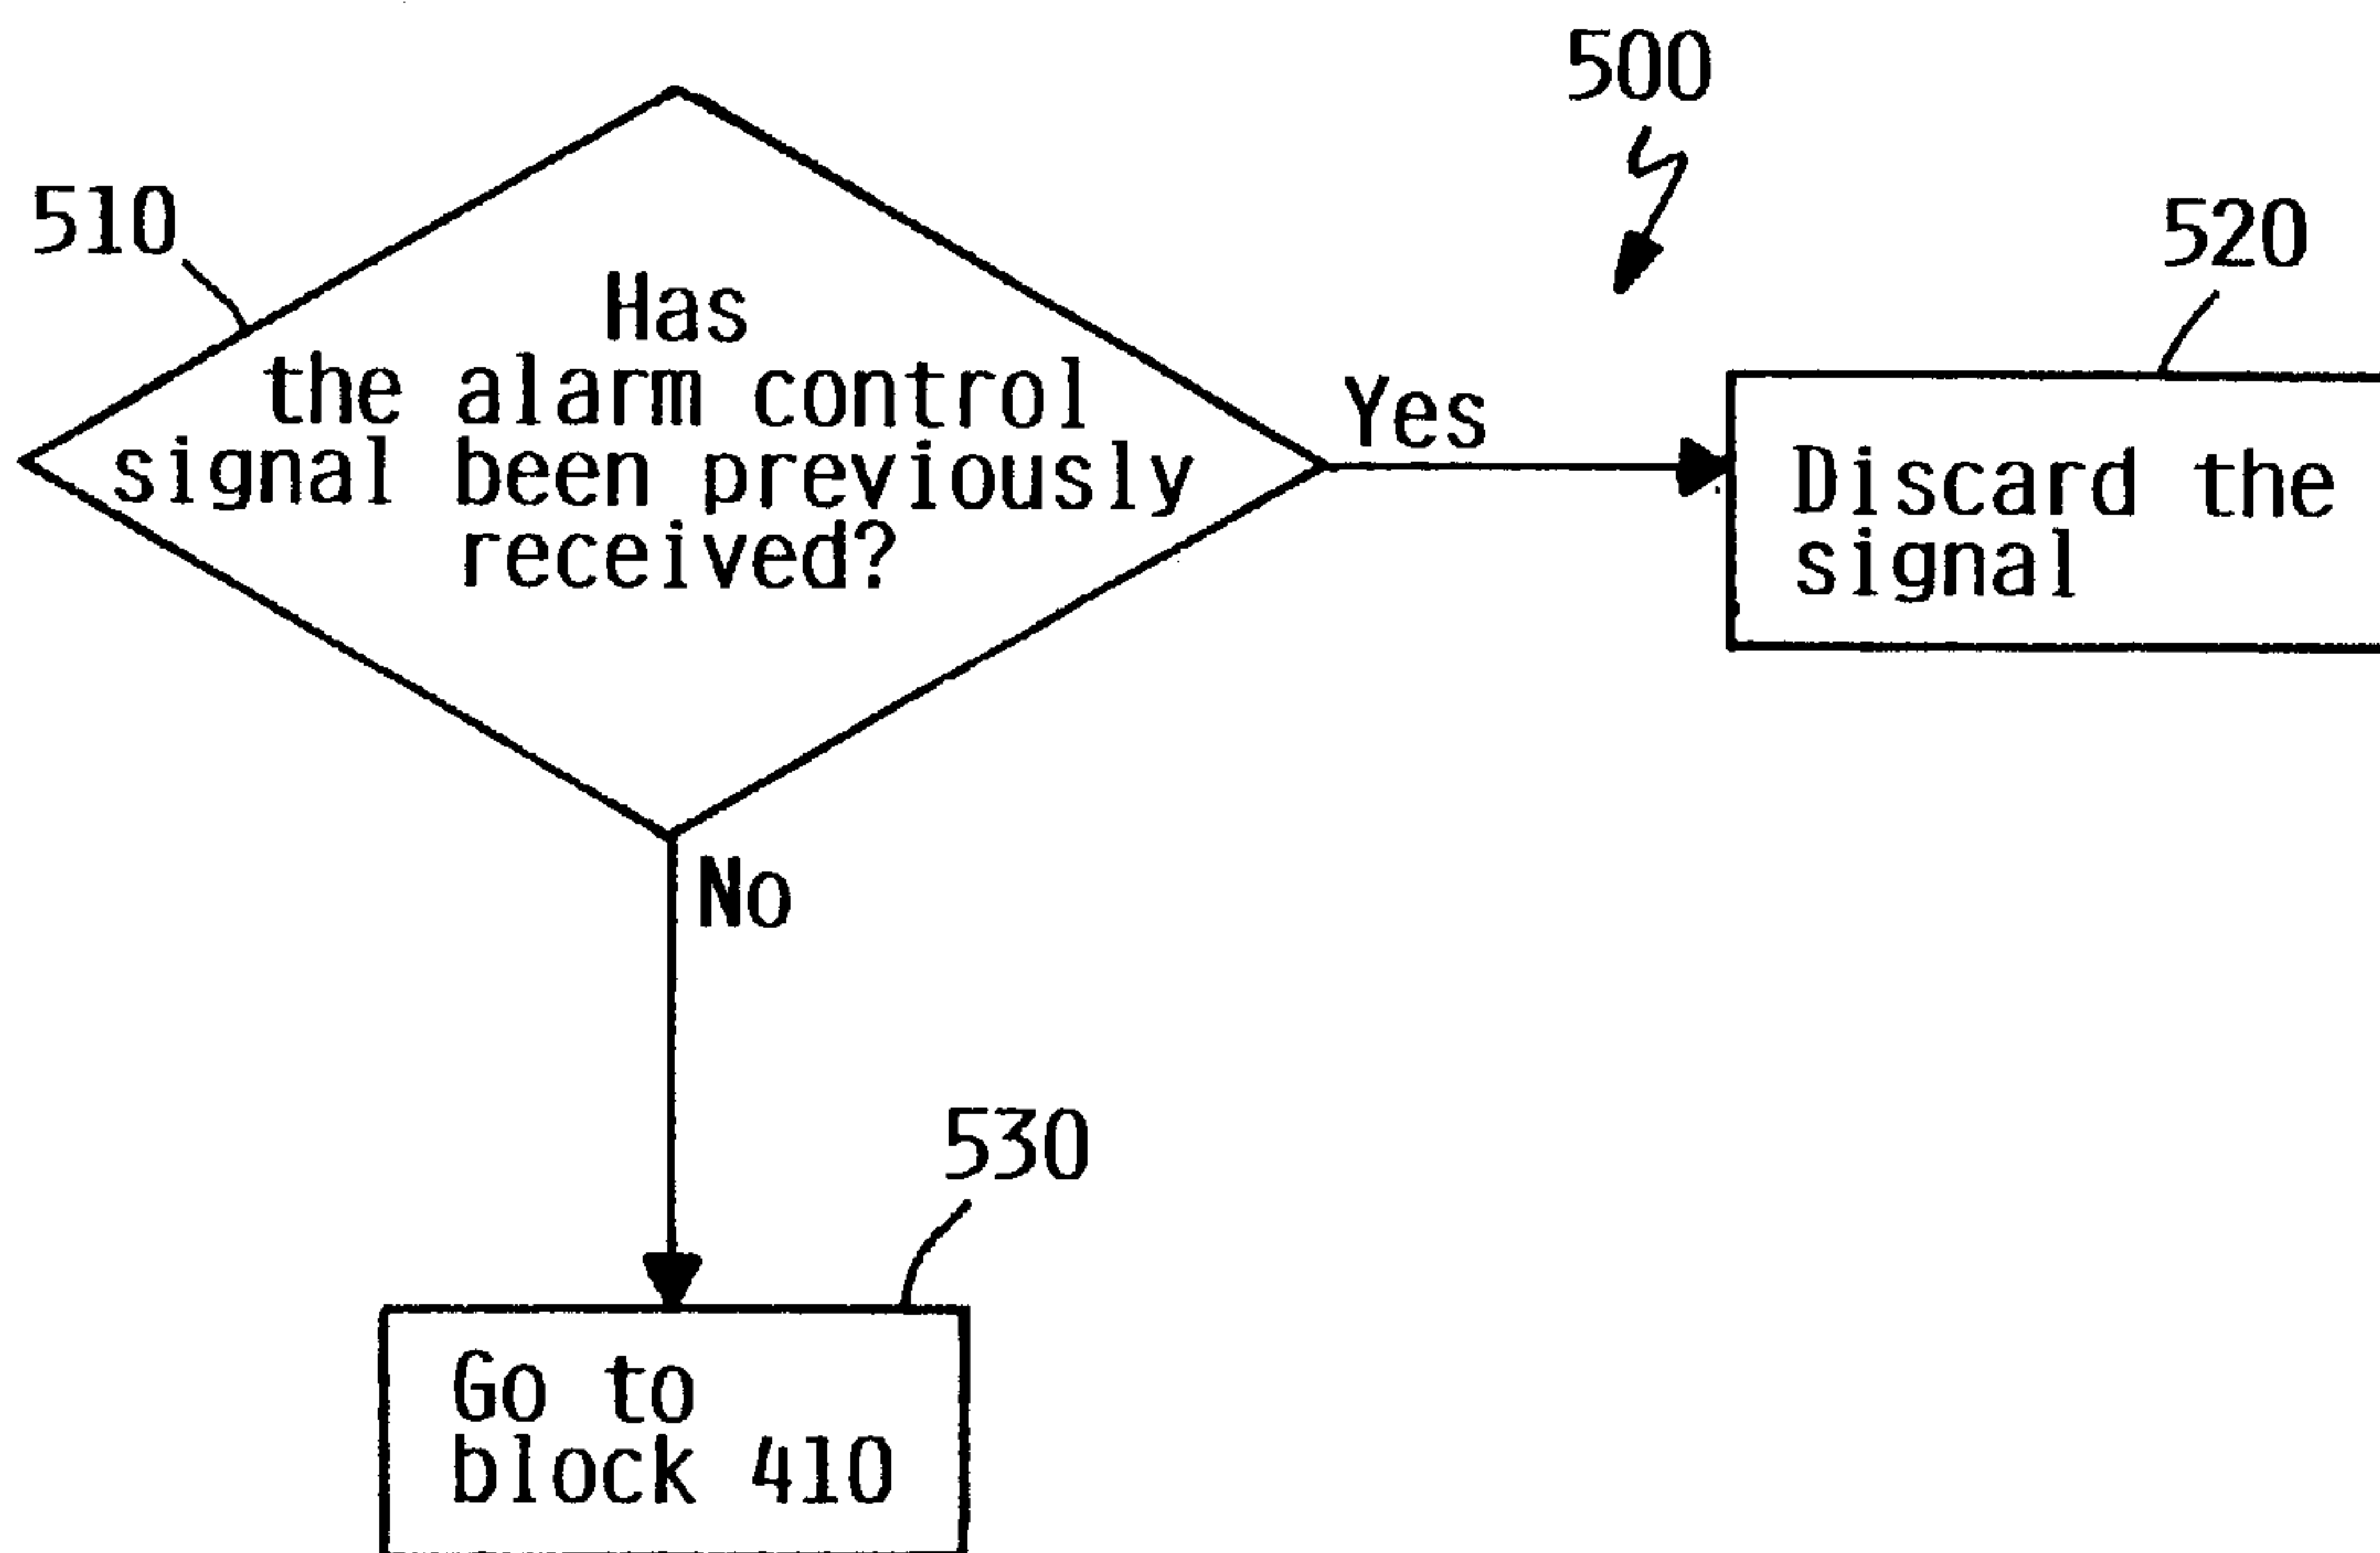 500
510
520
Has
the alarm control
signal been previously
received?
Yes
Discard the
signal
No
530
Go to
block 410